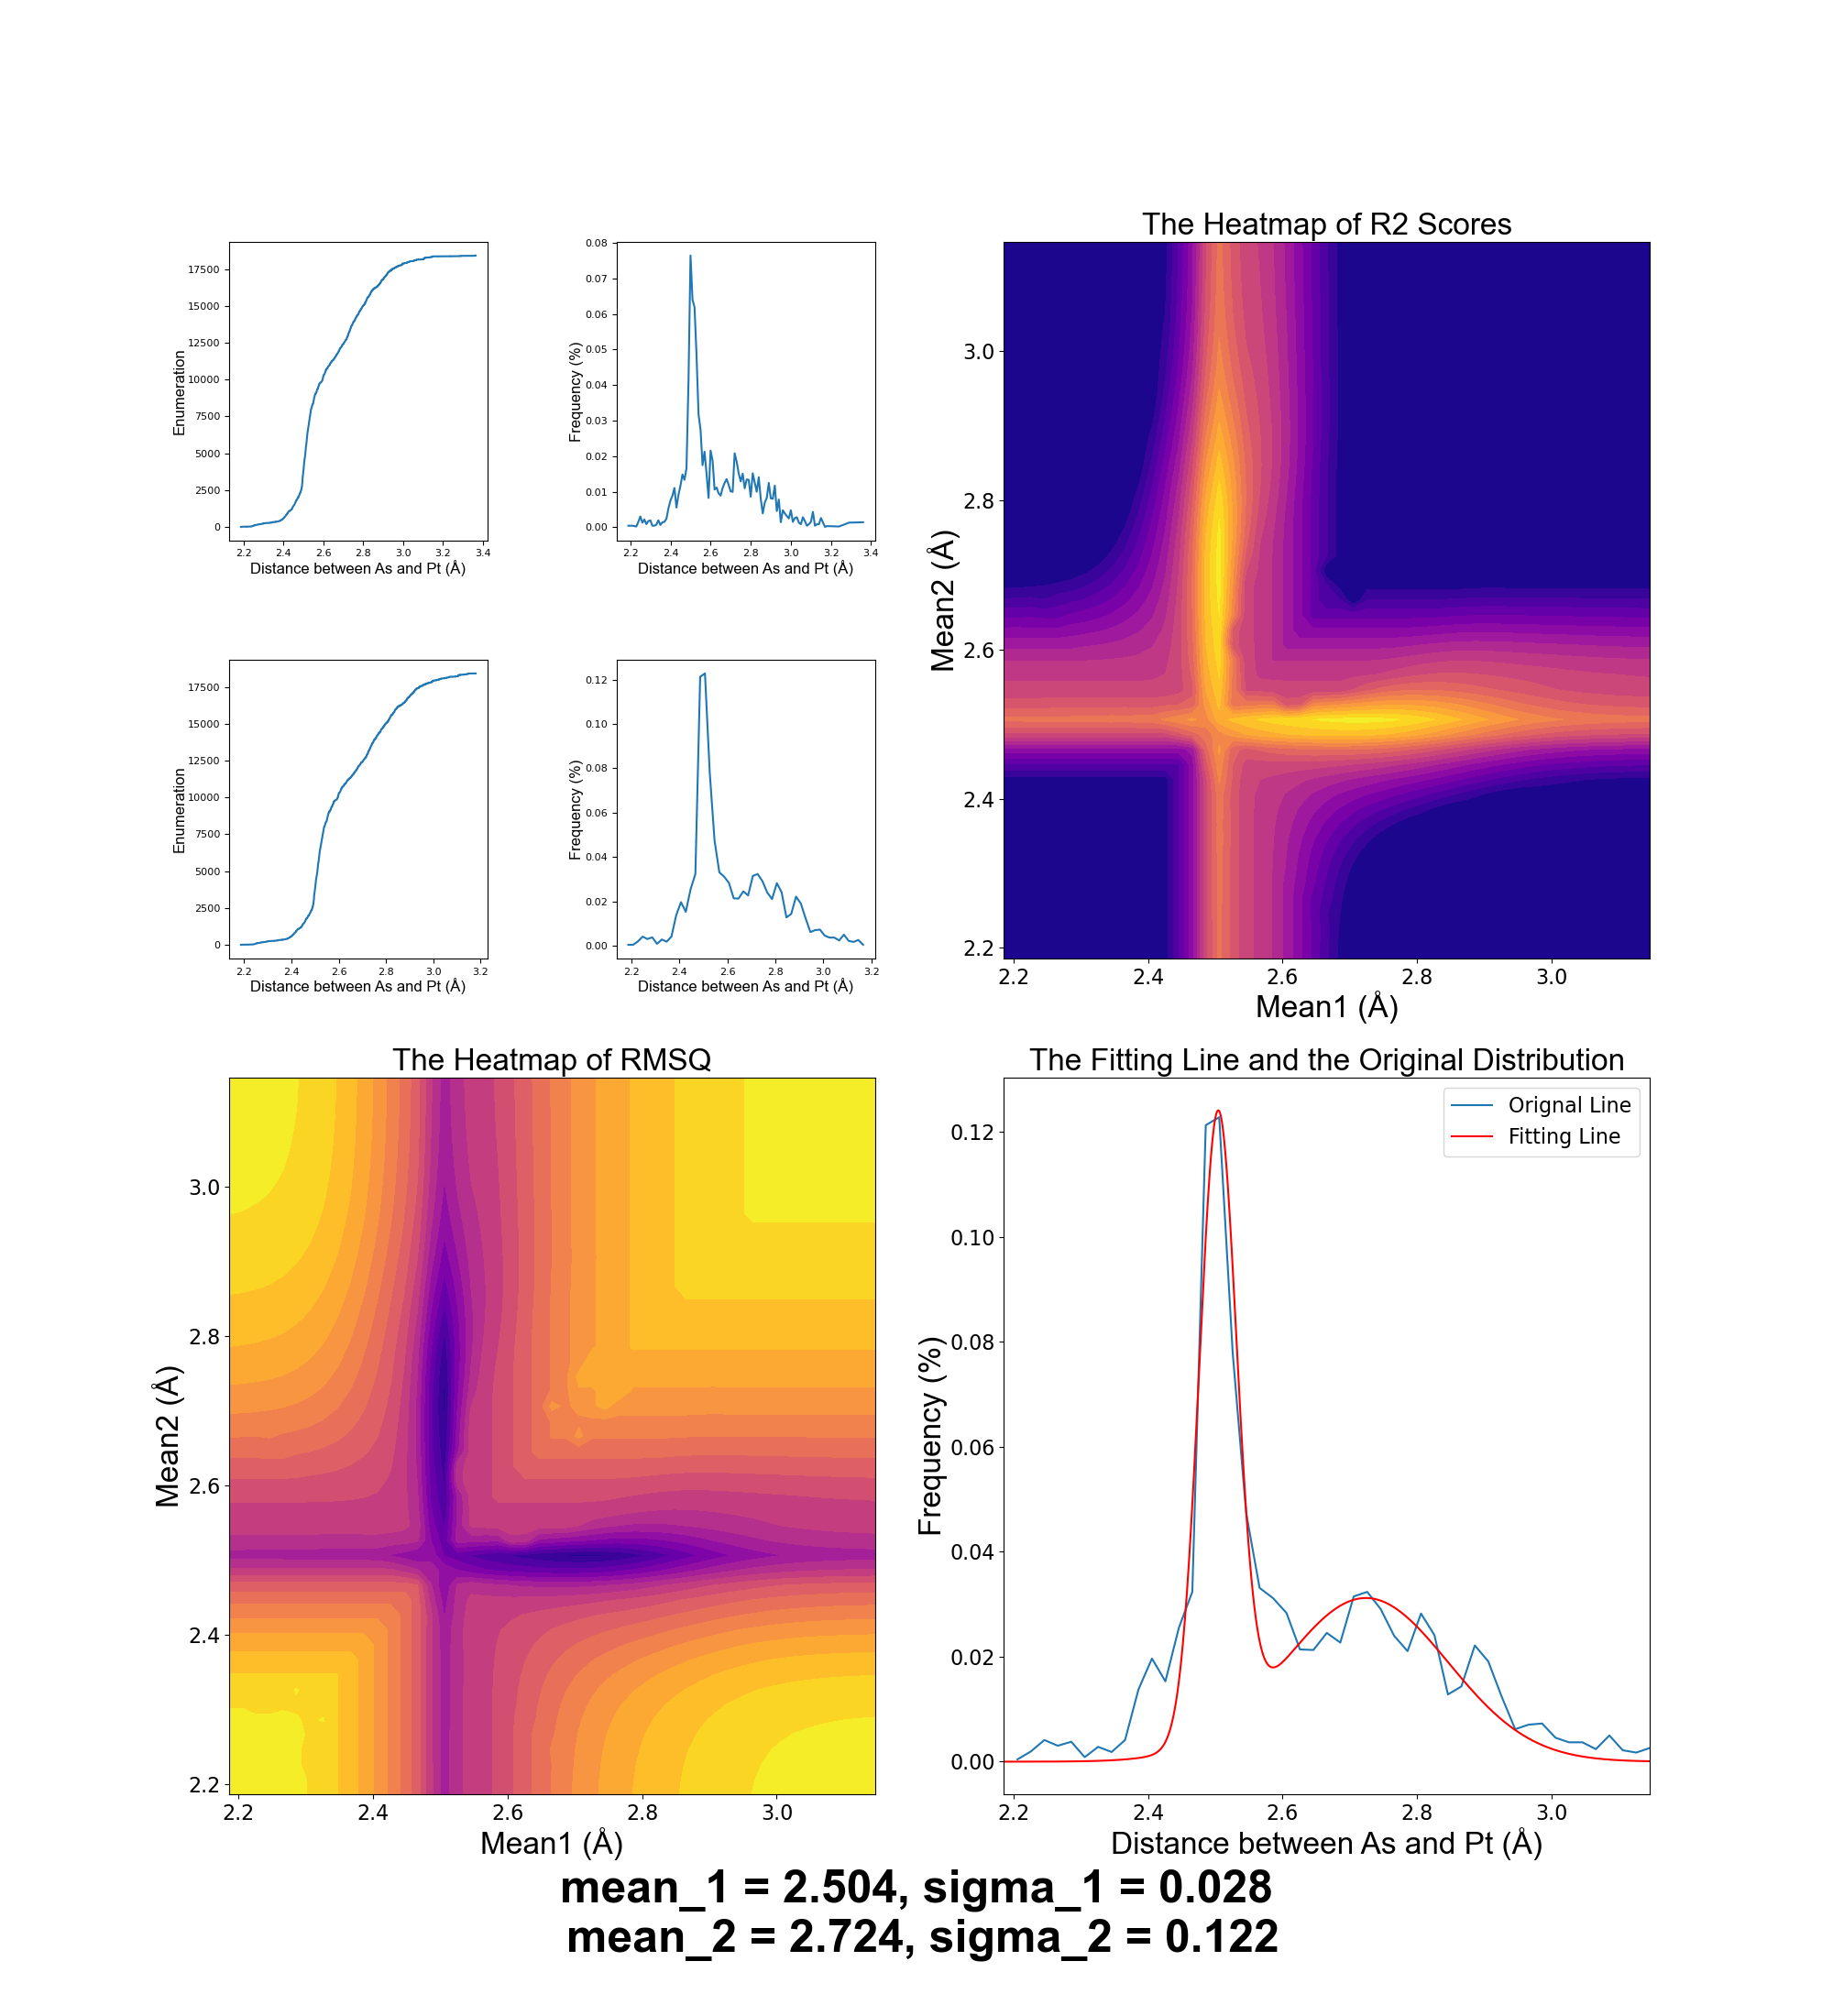 The Heatmap of R2 Scores
Enumeration
17500
15000
12500
10000
7500
5000
2500
0
2.2 2.4 2.6 2.8 3.0 3.2 3.4
Distance between As and Pt (Å)
Frequency (%)
0.08
0.07
0.06
0.05
0.04
0.03
0.02
0.01
0.00
2.2 2.4 2.6 2.8 3.0 3.2 3.4
Distance between As and Pt (Å)
Mean2 (Å)
3.0
2.8
2.6
2.4
2.2
2.2 2.4 2.6 2.8 3.0
Mean1 (Å)
Enumeration
17500
15000
12500
10000
7500
5000
2500
0
2.2 2.4 2.6 2.8 3.0 3.2
Distance between As and Pt (Å)
Frequency (%)
0.12
0.10
0.08
0.06
0.04
0.02
0.00
2.2 2.4 2.6 2.8 3.0 3.2
Distance between As and Pt (Å)
The Heatmap of RMSQ
Mean2 (Å)
3.0
2.8
2.6
2.4
2.2
2.2 2.4 2.6 2.8 3.0
Mean1 (Å)
The Fitting Line and the Original Distribution
Orignal Line
Fitting Line
Frequency (%)
0.12
0.10
0.08
0.06
0.04
0.02
0.00
2.2 2.4 2.6 2.8 3.0
Distance between As and Pt (Å)
mean_1 = 2.504, sigma_1 = 0.028
mean_2 = 2.724, sigma_2 = 0.122